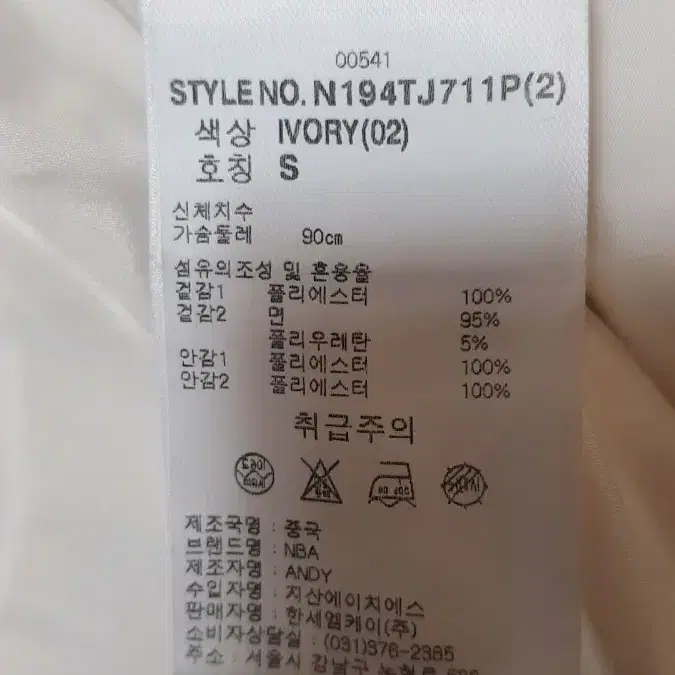 00541
STYLE NO. N194TJ711P(2)
색상 IVORY(02)
호칭 S
신체치수
가슴둘레 90cm
섬유의조성 및 혼용율
겉감1 폴리에스터 100%
겉감2 면 95%
폴리우레탄 5%
안감1 폴리에스터 100%
안감2 폴리에스터 100%
취급주의
드라이
제조국명 : 중국
브랜드명 : NBA
제조자명 : ANDY
수입자명 : 지산에이치에스
판매자명 : 한세엠케이(주)
소비자상담실 : (031)376-2385
주소 : 서울시 강남구